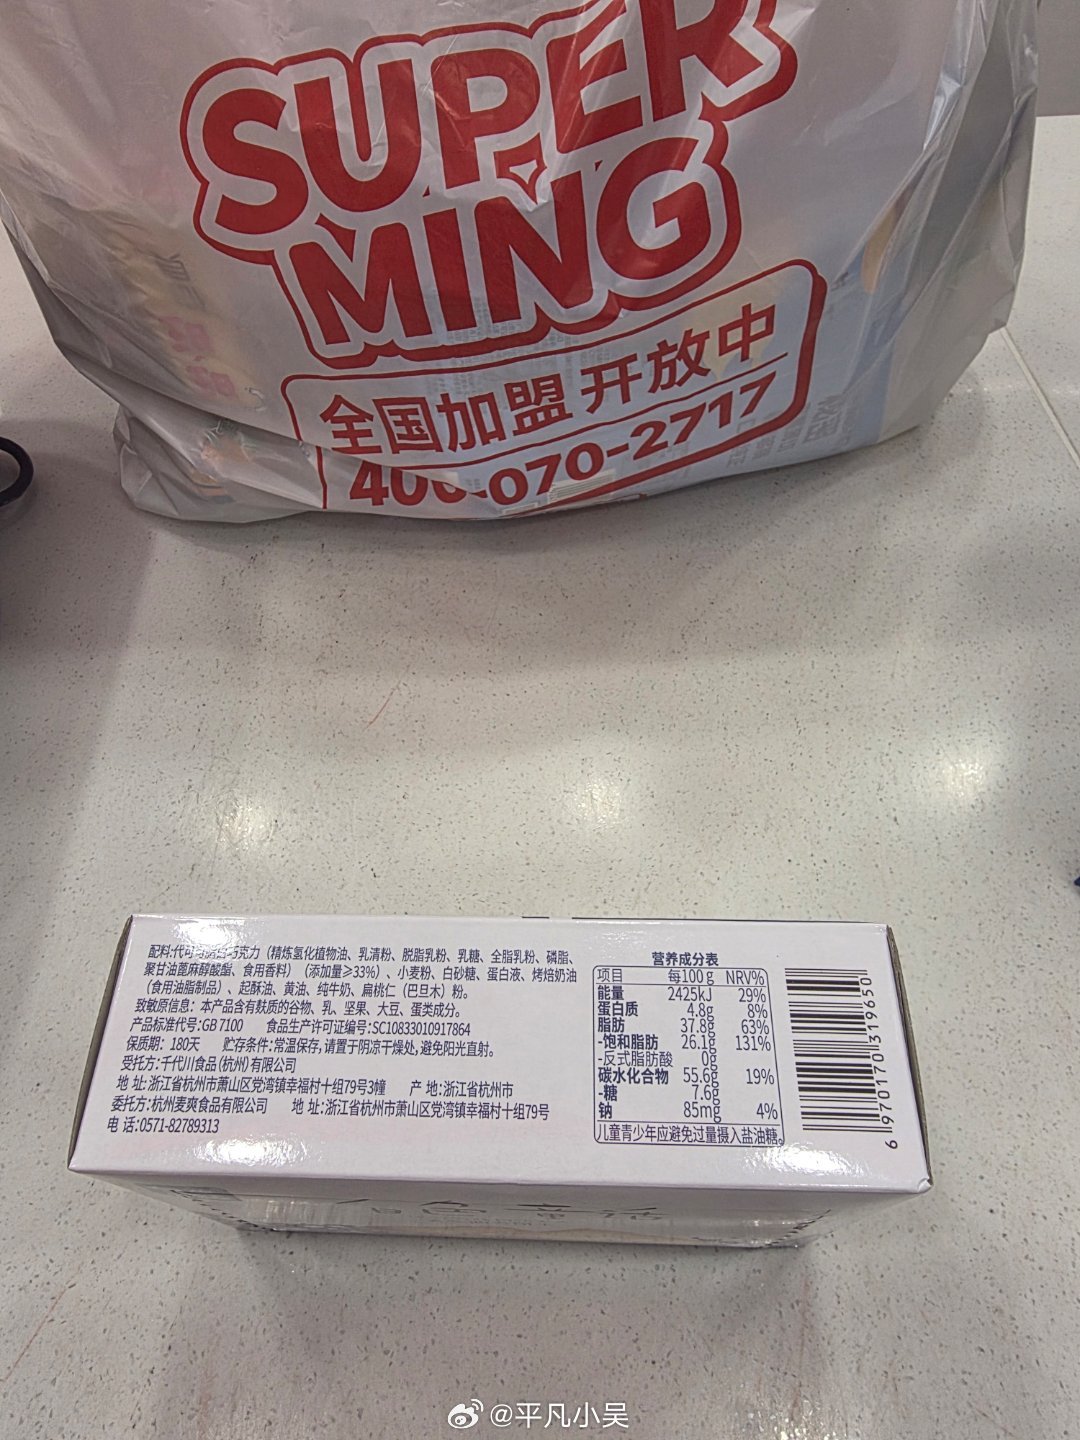 SUPER
MING
全国加盟 开放中
400-070-2717
配料:代可可脂白巧克力（精炼氢化植物油、乳清粉、脱脂乳粉、乳糖、全脂乳粉、磷脂、
聚甘油蓖麻醇酸酯、食用香料）（添加量≥33%）、小麦粉、白砂糖、蛋白液、烤焙奶油
（食用油脂制品）、起酥油、黄油、纯牛奶、扁桃仁（巴旦木）粉。
致敏原信息：本产品含有麸质的谷物、乳、坚果、大豆、蛋类成分。
产品标准代号:GB 7100 食品生产许可证编号:SC10833010917864
保质期：180天 贮存条件:常温保存,请置于阴凉干燥处,避免阳光直射。
受托方:千代川食品(杭州)有限公司
地 址:浙江省杭州市萧山区党湾镇幸福村十组79号3幢 产 地:浙江省杭州市
委托方:杭州麦爽食品有限公司 地 址:浙江省杭州市萧山区党湾镇幸福村十组79号
电 话:0571-82789313
营养成分表
项目 每100g NRV%
能量 2425kJ 29%
蛋白质 4.8g 8%
脂肪 37.8g 63%
-饱和脂肪 26.1g 131%
-反式脂肪酸 0g
碳水化合物 55.6g 19%
-糖 7.6g
钠 85mg 4%
儿童青少年应避免过量摄入盐油糖。
6970170319650
@平凡小吴